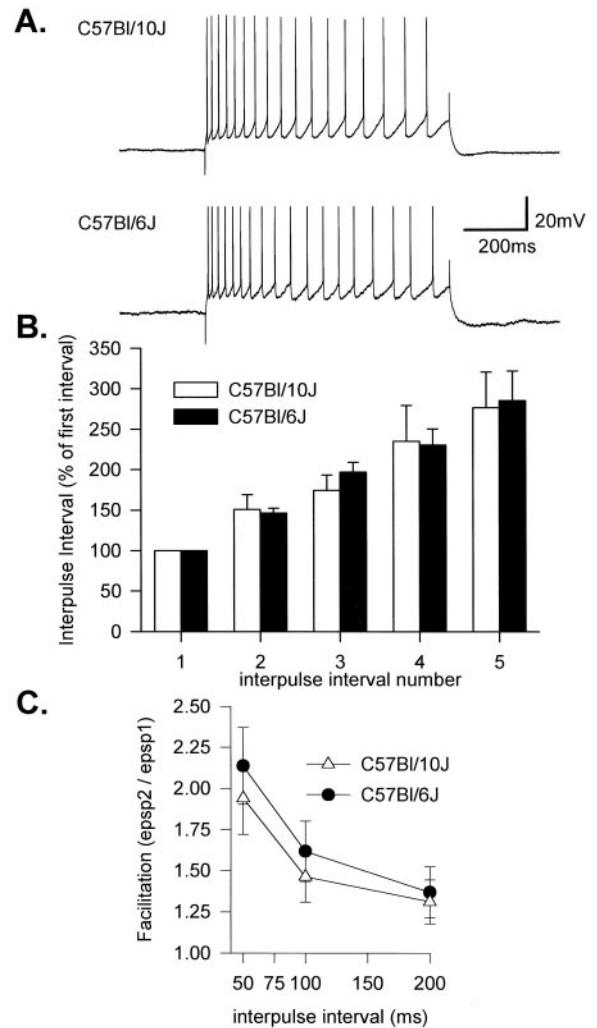 A.
C57Bl/10J
C57Bl/6J
20mV
200ms
B.
350
300
250
200
150
100
50
0
Interpulse Interval (% of first interval)
C57Bl/10J
C57Bl/6J
1 2 3 4 5
interpulse interval number
C.
2.50
2.25
2.00
1.75
1.50
1.25
1.00
Facilitation (epsp2 / epsp1)
C57Bl/10J
C57Bl/6J
50 75 100 150 200
interpulse interval (ms)